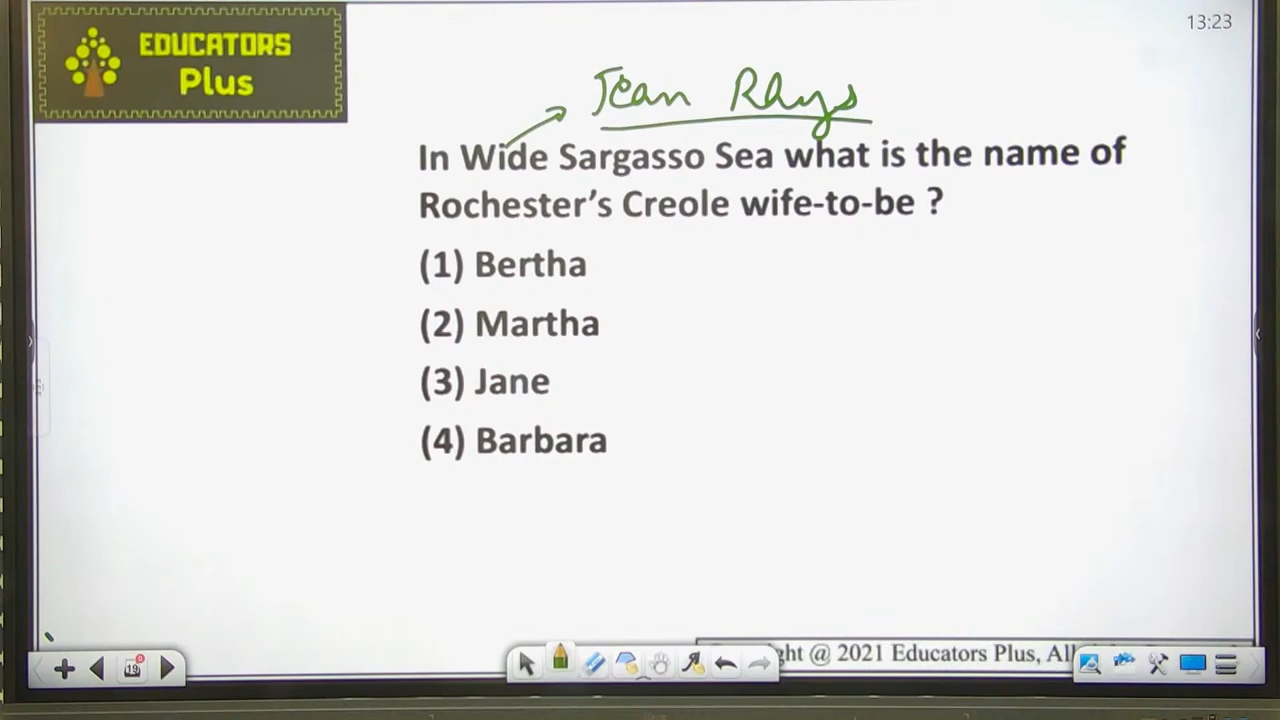 EDUCATORS
Plus
13:23
Jean Rhys
In Wide Sargasso Sea what is the name of
Rochester's Creole wife-to-be ?
(1) Bertha
(2) Martha
(3) Jane
(4) Barbara
19
ght @ 2021 Educators Plus, All